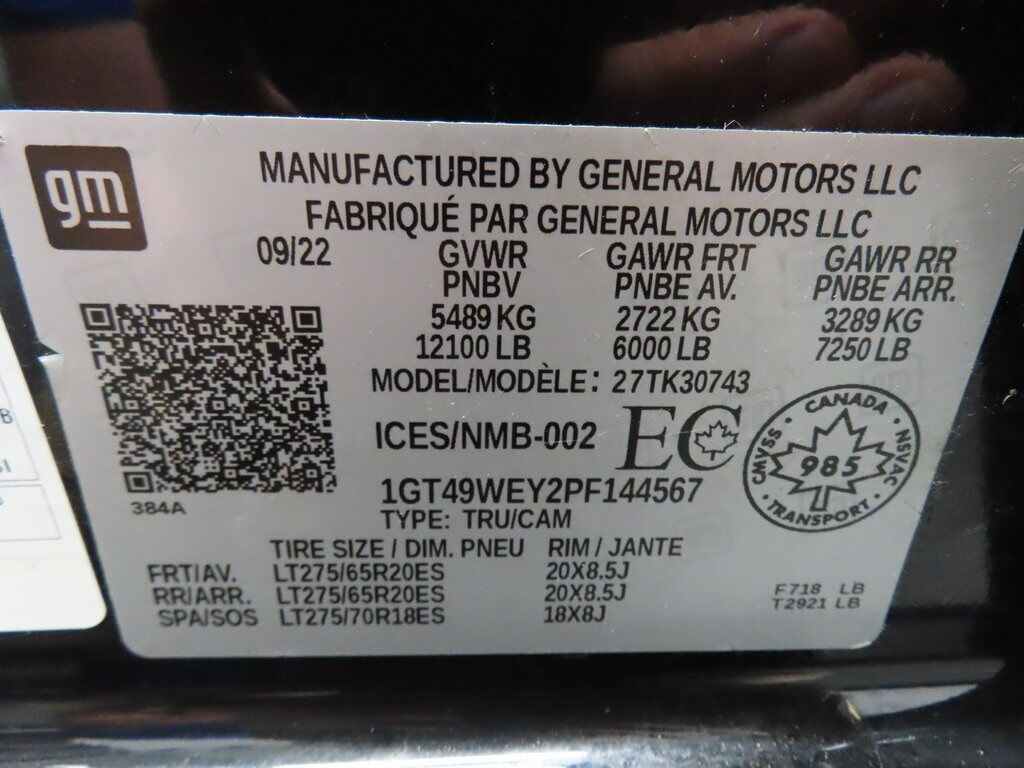 gm
MANUFACTURED BY GENERAL MOTORS LLC
FABRIQUÉ PAR GENERAL MOTORS LLC
09/22 GVWR GAWR FRT GAWR RR
PNBV PNBE AV. PNBE ARR.
5489 KG 2722 KG 3289 KG
12100 LB 6000 LB 7250 LB
MODEL/MODÈLE: 27TK30743
ICES/NMB-002 EC
CANADA
CMVSS 985 NSVAC
TRANSPORT
384A
1GT49WEY2PF144567
TYPE: TRU/CAM
TIRE SIZE / DIM. PNEU RIM / JANTE
FRT/AV. LT275/65R20ES 20X8.5J
RR/ARR. LT275/65R20ES 20X8.5J
SPA/SOS LT275/70R18ES 18X8J
F718 LB
T2921 LB